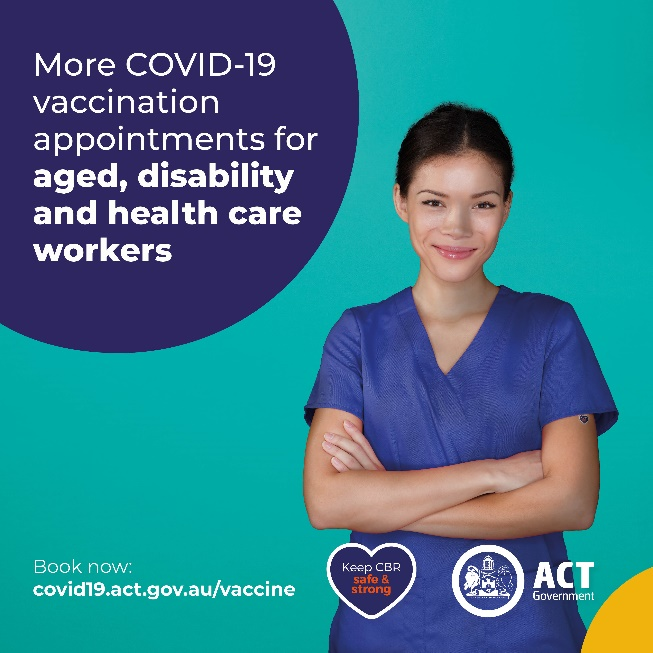 More COVID-19
vaccination
appointments for
aged, disability
and health care
workers
Book now:
covid19.act.gov.au/vaccine
Keep CBR
safe &
strong
ACT
Government